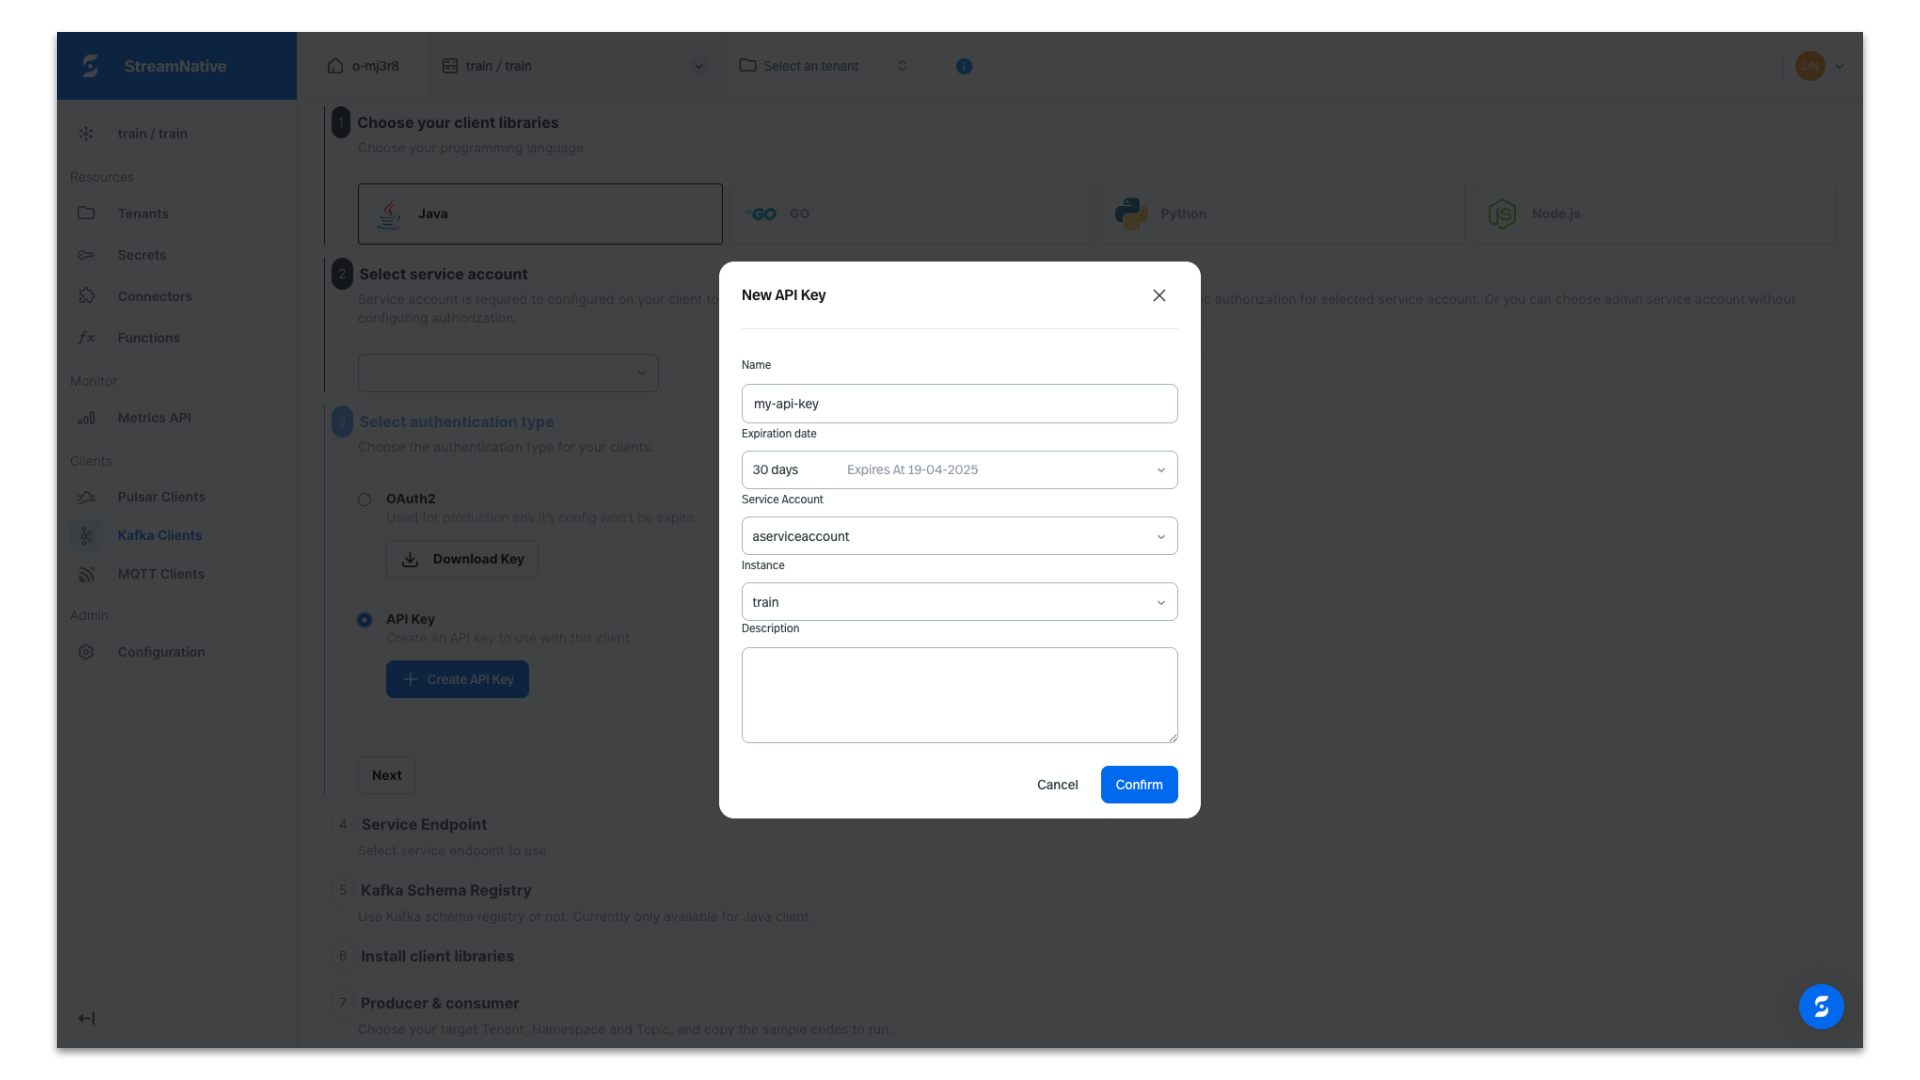 StreamNative
o-mj3r8
train / train
Select an tenant
DN
train / train
Resources
Tenants
Secrets
Connectors
Functions
Monitor
Metrics API
Clients
Pulsar Clients
Kafka Clients
MQTT Clients
Admin
Configuration
1 Choose your client libraries
Choose your programming language
Java
GO GO
Python
JS Node.js
2 Select service account
Service account is required to configured on your client to
c authorization for selected service account. Or you can choose admin service account without
configuring authorization.
3 Select authentication type
Choose the authentication type for your clients.
OAuth2
Used for production env it's config won't be expire.
Download Key
API Key
Create an API key to use with this client
Create API Key
Next
4 Service Endpoint
Select service endpoint to use
5 Kafka Schema Registry
Use Kafka schema registry or not. Currently only available for Java client.
6 Install client libraries
7 Producer & consumer
Choose your target Tenant, Namespace and Topic, and copy the sample codes to run.
New API Key
Name
my-api-key
Expiration date
30 days Expires At 19-04-2025
Service Account
aserviceaccount
Instance
train
Description
Cancel
Confirm